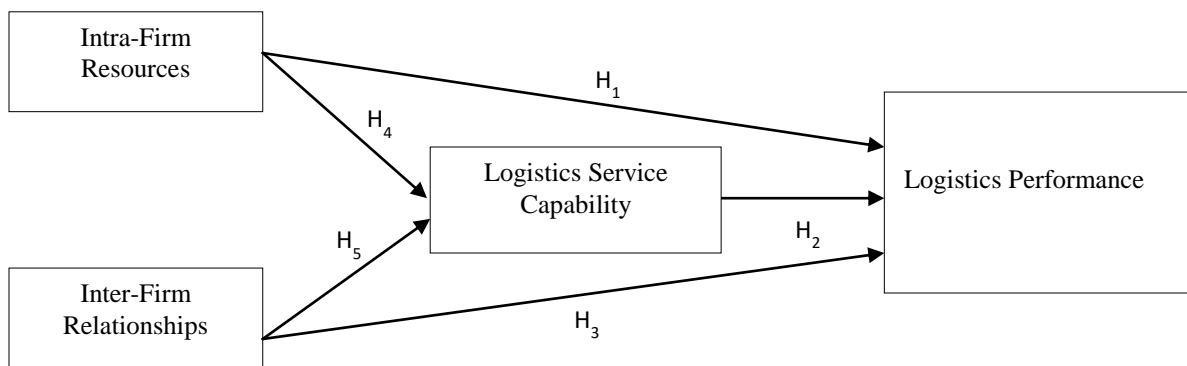 Intra-Firm
Resources
H₁
H₄
Logistics Service
Capability
Logistics Performance
H₂
H₅
Inter-Firm
Relationships
H₃